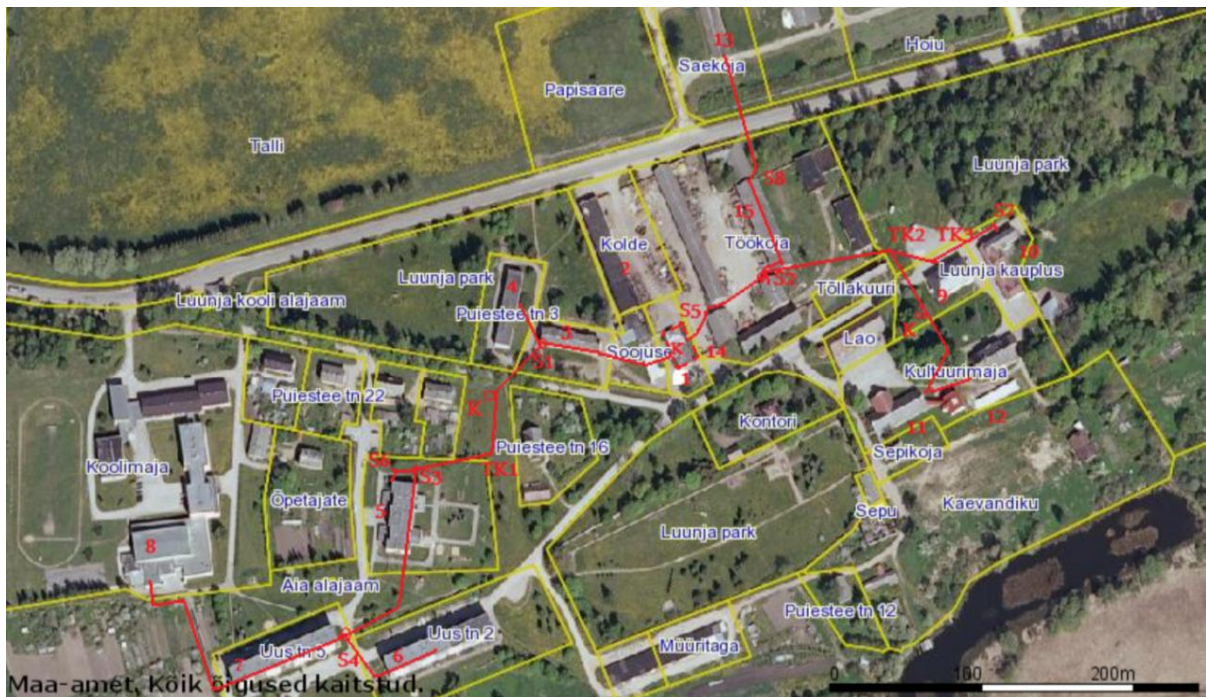 13
Saekoja
Hoiu
Papisaare
Talli
Luunja park
S8
15
Kolde
2
Töökoja
TK2
TK3
S7
10
Luunja kauplus
9
Luunja park
Luunja kooli alajaam
4
Puiestee tn 3
3
S1
Soojuse
S5
K
14
1
Tõllakuuri
Lao
K
Kultuurimaja
Puiestee tn 22
K
Puiestee tn 16
TK1
Kontori
11
12
Sepikoja
Koolimaja
Õpetajate
S6
S3
5
Sepu
Kaevandiku
Luunja park
8
Aia alajaam
Puiestee tn 12
Uus tn 5
7
S4
Uus tn 2
6
Müüritaga
Maa-amet, Kõik õigused kaitstud.
0
100
200m